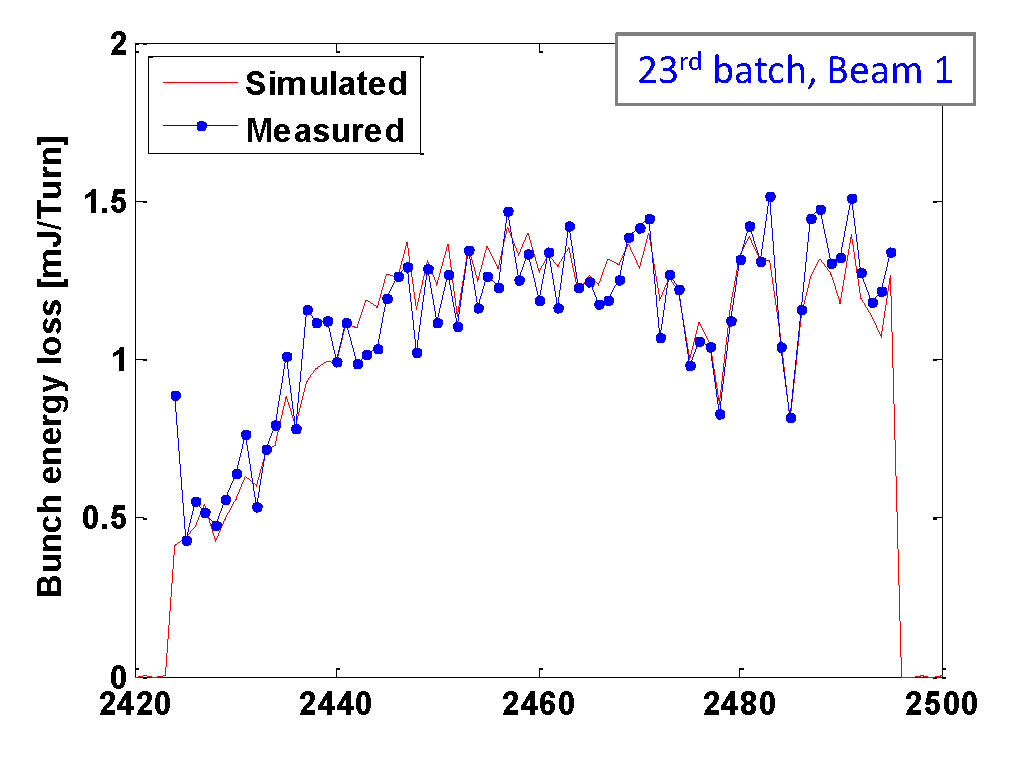 23rd batch, Beam 1
Simulated
Measured
Bunch energy loss [mJ/Turn]
2
1.5
1
0.5
0
2420 2440 2460 2480 2500